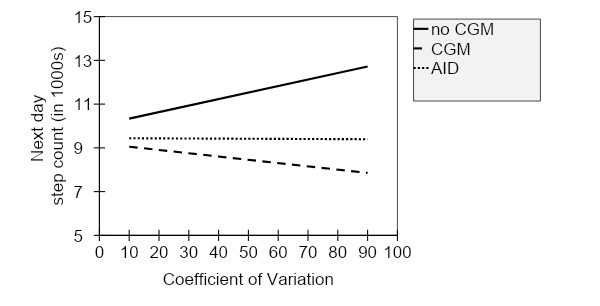 15
13
11
9
7
5
Next day
step count (in 1000s)
0 10 20 30 40 50 60 70 80 90 100
Coefficient of Variation
no CGM
CGM
AID